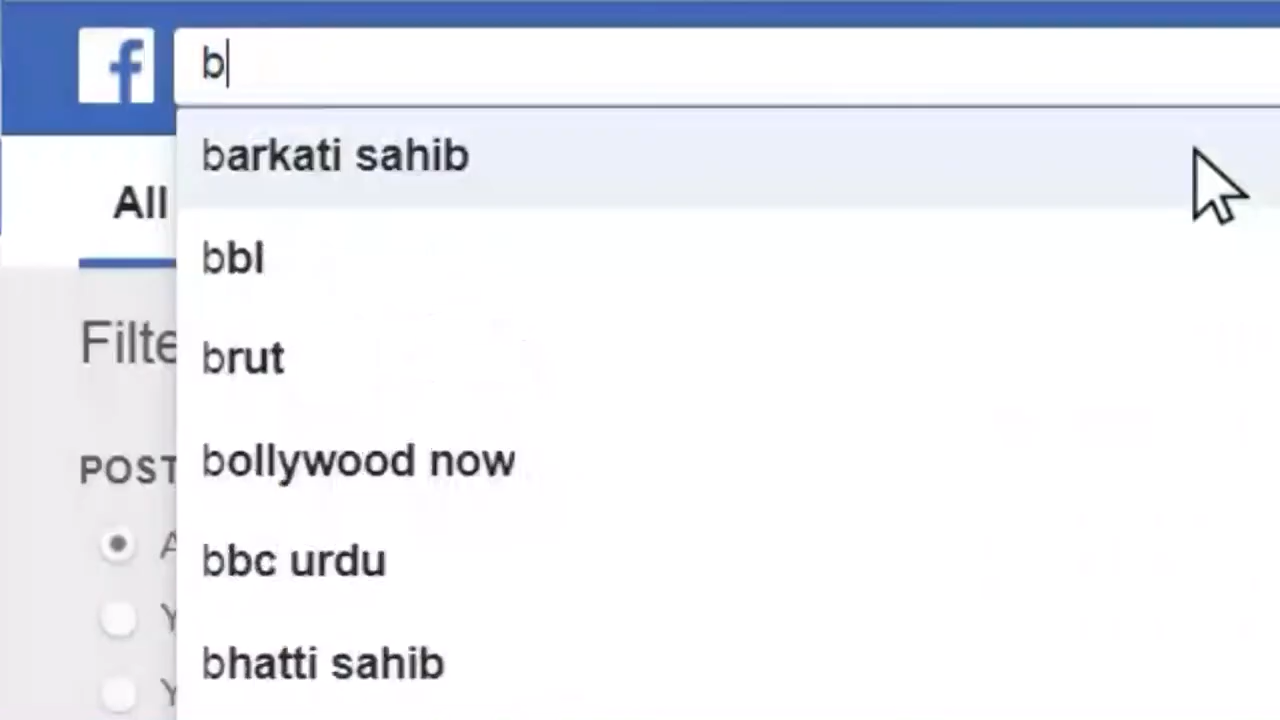 f
b
barkati sahib
All
bbl
Filte
brut
POST
bollywood now
A
bbc urdu
Y
bhatti sahib
Y